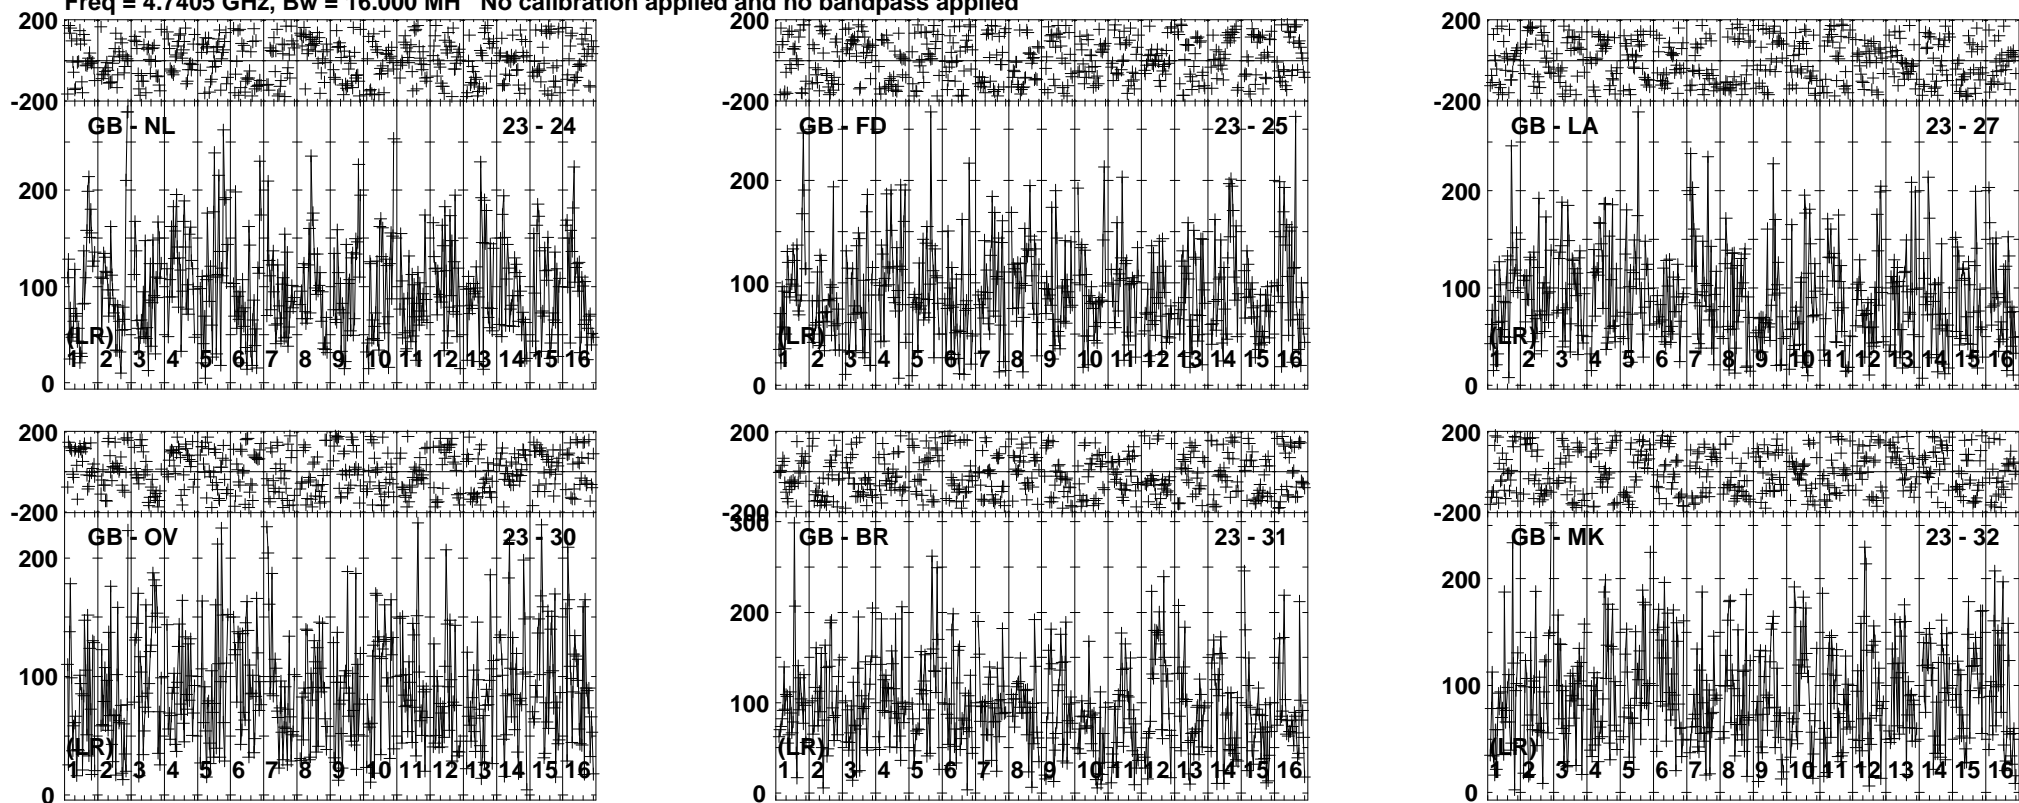 Freq = 4.7405 GHz, Bw = 16.000 MH No calibration applied and no bandpass applied
200 200 200
-200 -200 -200
GB - NL 23 - 24 GB - FD 23 - 25 GB - LA 23 - 27
200 200 200
100 100 100
(LR) (LR) (LR)
1 2 3 4 5 6 7 8 9 10 11 12 13 14 15 16 1 2 3 4 5 6 7 8 9 10 11 12 13 14 15 16 1 2 3 4 5 6 7 8 9 10 11 12 13 14 15 16
0 0 0
200 200 200
-200 -200 -200
300
GB - OV 23 - 30 GB - BR 23 - 31 GB - MK 23 - 32
200 200 200
100 100 100
(LR) (LR) (LR)
1 2 3 4 5 6 7 8 9 10 11 12 13 14 15 16 1 2 3 4 5 6 7 8 9 10 11 12 13 14 15 16 1 2 3 4 5 6 7 8 9 10 11 12 13 14 15 16
0 0 0